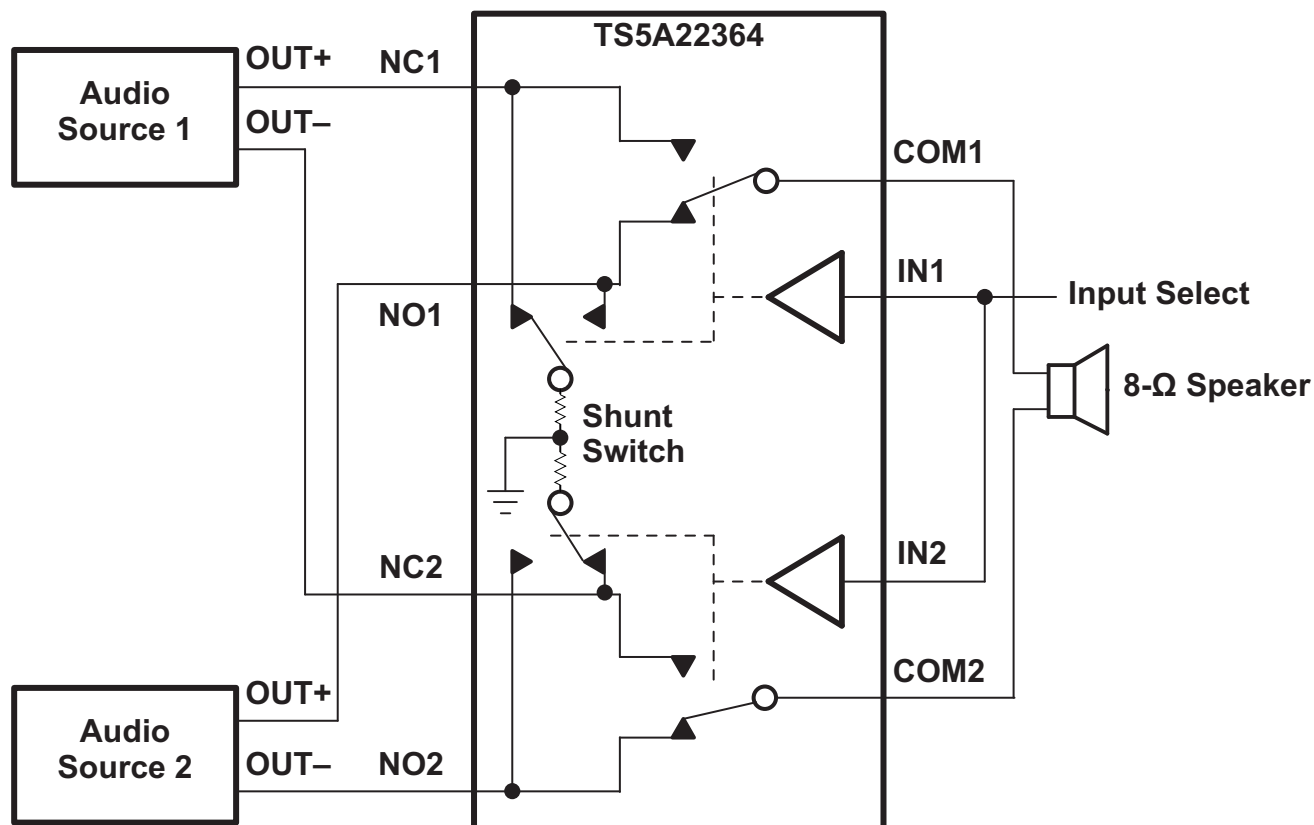 TS5A22364
OUT+
NC1
Audio
Source 1
OUT–
COM1
IN1
Input Select
NO1
8-Ω Speaker
Shunt
Switch
NC2
IN2
COM2
OUT+
Audio
Source 2
OUT–
NO2